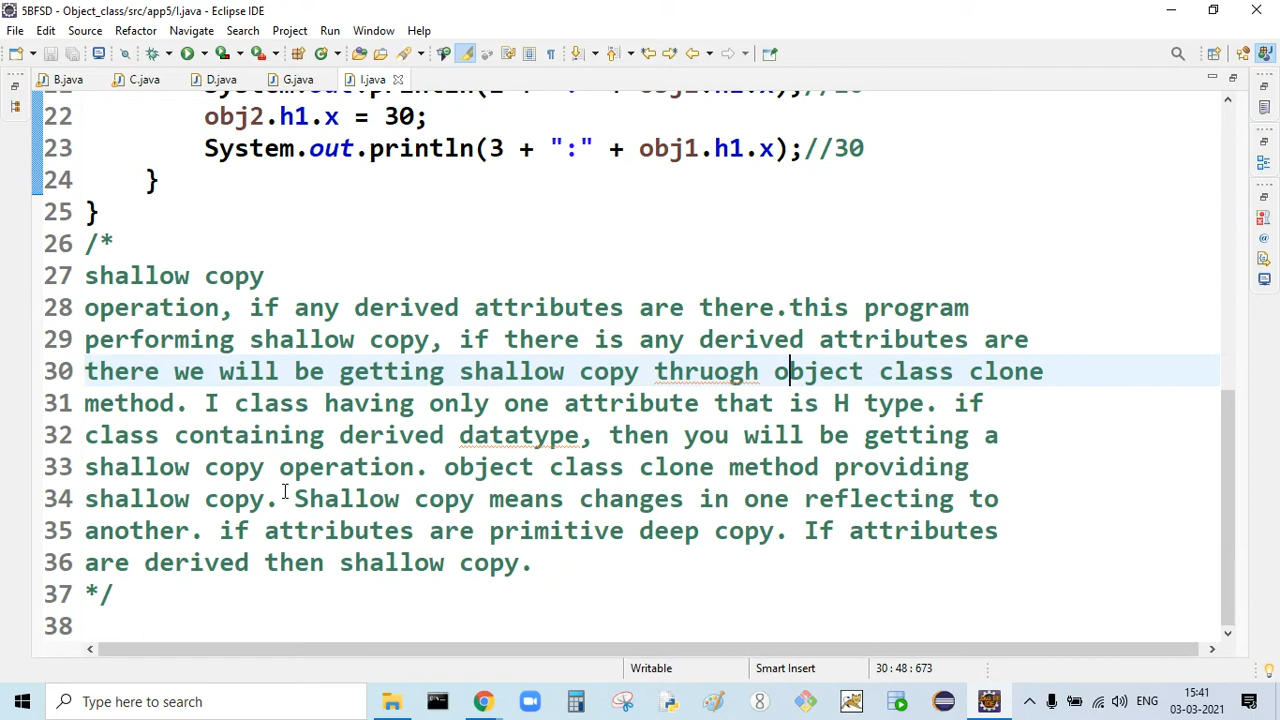 5BFSD - Object_class/src/app5/I.java - Eclipse IDE
File Edit Source Refactor Navigate Search Project Run Window Help
B.java C.java D.java G.java I.java
22 obj2.h1.x = 30;
23 System.out.println(3 + ":" + obj1.h1.x);//30
24 }
25 }
26 /*
27 shallow copy
28 operation, if any derived attributes are there.this program
29 performing shallow copy, if there is any derived attributes are
30 there we will be getting shallow copy thruogh object class clone
31 method. I class having only one attribute that is H type. if
32 class containing derived datatype, then you will be getting a
33 shallow copy operation. object class clone method providing
34 shallow copy. Shallow copy means changes in one reflecting to
35 another. if attributes are primitive deep copy. If attributes
36 are derived then shallow copy.
37 */
38
Writable Smart Insert 30 : 48 : 673
Type here to search
ENG 5:41
03-03-2021